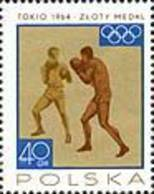 TOKIO 1964 - ZŁOTY MEDAL
40 GR
POLSKA